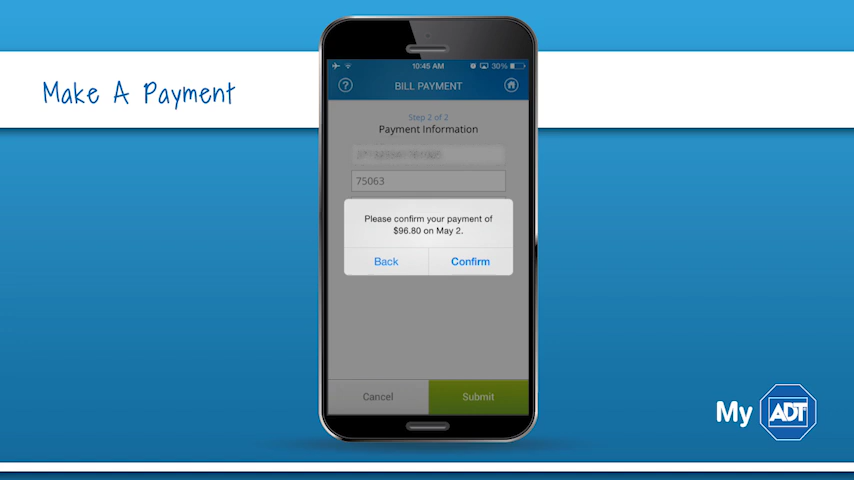 Make A Payment
10:45 AM
30%
?
BILL PAYMENT
Step 2 of 2
Payment Information
75063
Please confirm your payment of
$96.80 on May 2.
Back
Confirm
Cancel
Submit
My ADT